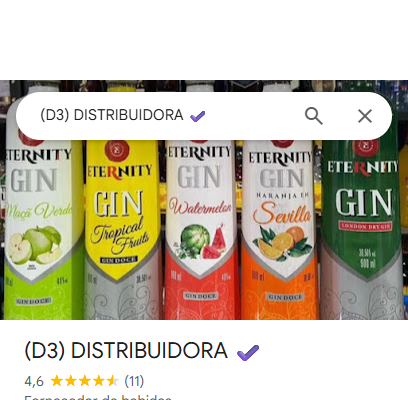 (D3) DISTRIBUIDORA ✔
ETERNITY
GIN
Maçã Verde
GIN DOCE
ETERNITY
GIN
Tropical
Fruits
GIN DOCE
ETERNITY
GIN
Watermelon
GIN DOCE
ETERNITY
GIN
NARANJA EN
Sevilla
GIN DOCE
ETERNITY
GIN
LONDON DRY GIN
900 ml
(D3) DISTRIBUIDORA ✔
4,6 (11)
Fornecedor de bebidas